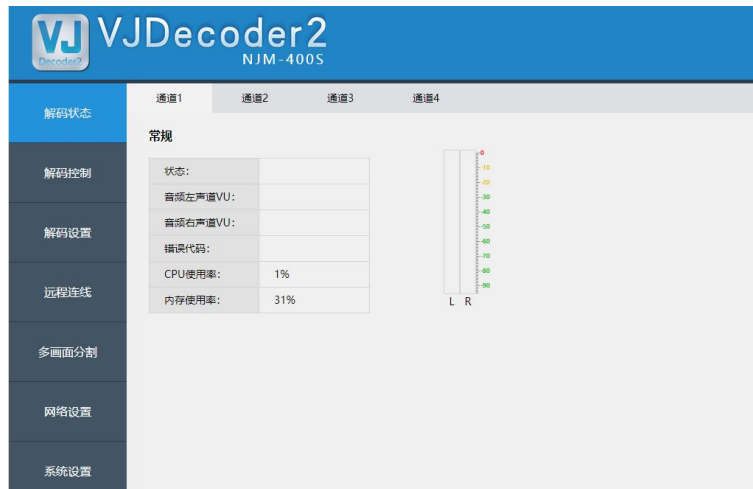 VJ
Decoder2
VJDecoder2
NJM-400S
解码状态
解码控制
解码设置
远程连线
多画面分割
网络设置
系统设置
通道1 通道2 通道3 通道4
常规
状态：
音频左声道VU：
音频右声道VU：
错误代码：
CPU使用率： 1%
内存使用率： 31%
-0
-10
-20
-30
-40
-50
-60
-70
-80
-90
L R